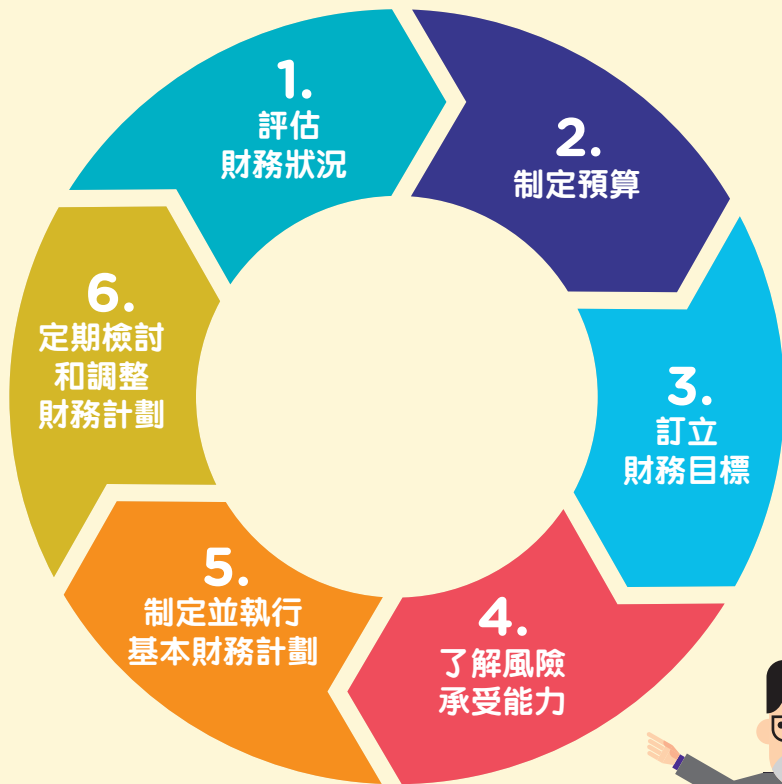 1.
評估
財務狀況
2.
制定預算
3.
訂立
財務目標
4.
了解風險
承受能力
5.
制定並執行
基本財務計劃
6.
定期檢討
和調整
財務計劃